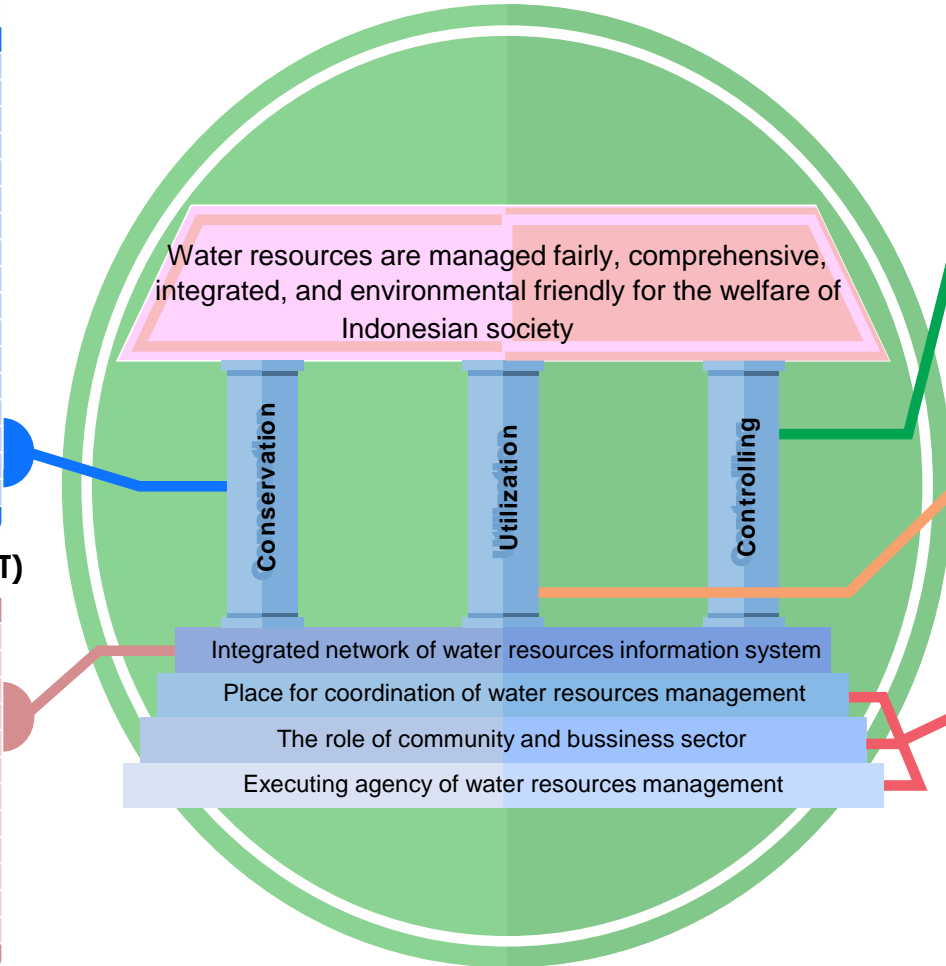 Water resources are managed fairly, comprehensive,
integrated, and environmental friendly for the welfare of
Indonesian society
Conservation
Utilization
Controlling
T)
Integrated network of water resources information system
Place for coordination of water resources management
The role of community and bussiness sector
Executing agency of water resources management